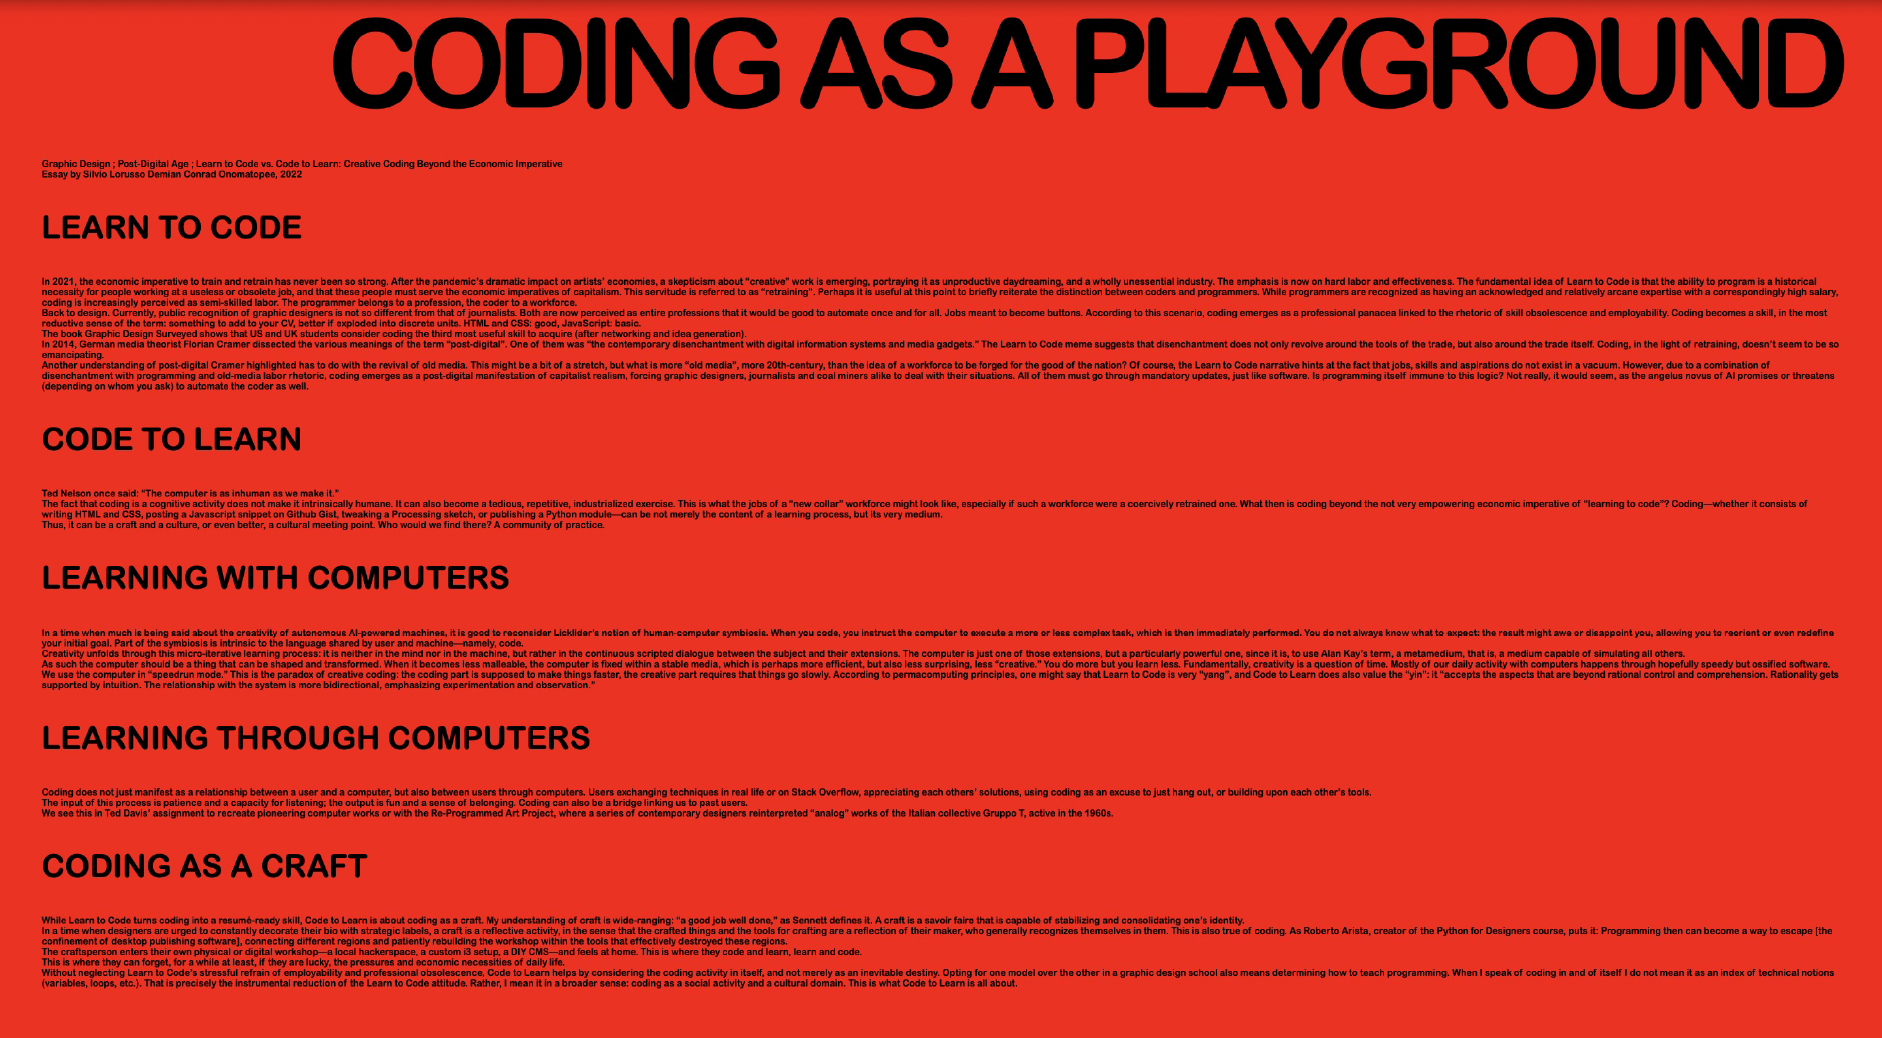 CODING AS A PLAYGROUND
Graphic Design ; Post-Digital Age ; Learn to Code vs. Code to Learn: Creative Coding Beyond the Economic Imperative
Essay by Silvio Lorusso Demian Conrad Onomatopee, 2022
LEARN TO CODE
In 2021, the economic imperative to train and retrain has never been so strong. After the pandemic's dramatic impact on artists' economies, a skepticism about "creative" work is emerging, portraying it as unproductive daydreaming, and a wholly unessential industry. The emphasis is now on hard labor and effectiveness. The fundamental idea of Learn to Code is that the ability to program is a historical
necessity for people working at a useless or obsolete job, and that these people must serve the economic imperatives of capitalism. This servitude is referred to as "retraining". Perhaps it is useful at this point to briefly reiterate the distinction between coders and programmers. While programmers are recognized as having an acknowledged and relatively arcane expertise with a correspondingly high salary,
coding is increasingly perceived as semi-skilled labor. The programmer belongs to a profession, the coder to a workforce.
Back to design. Currently, public recognition of graphic designers is not so different from that of journalists. Both are now perceived as entire professions that it would be good to automate once and for all. Jobs meant to become buttons. According to this scenario, coding emerges as a professional panacea linked to the rhetoric of skill obsolescence and employability. Coding becomes a skill, in the most
reductive sense of the term: something to add to your CV, better if exploded into discrete units. HTML and CSS: good, JavaScript: basic.
The book Graphic Design Surveyed shows that US and UK students consider coding the third most useful skill to acquire (after networking and idea generation).
In 2014, German media theorist Florian Cramer dissected the various meanings of the term "post-digital". One of them was "the contemporary disenchantment with digital information systems and media gadgets." The Learn to Code meme suggests that disenchantment does not only revolve around the tools of the trade, but also around the trade itself. Coding, in the light of retraining, doesn't seem to be so
emancipating.
Another understanding of post-digital Cramer highlighted has to do with the revival of old media. This might be a bit of a stretch, but what is more "old media", more 20th-century, than the idea of a workforce to be forged for the good of the nation? Of course, the Learn to Code narrative hints at the fact that jobs, skills and aspirations do not exist in a vacuum. However, due to a combination of
disenchantment with programming and old-media labor rhetoric, coding emerges as a post-digital manifestation of capitalist realism, forcing graphic designers, journalists and coal miners alike to deal with their situations. All of them must go through mandatory updates, just like software. Is programming itself immune to this logic? Not really, it would seem, as the angelus novus of AI promises or threatens
(depending on whom you ask) to automate the coder as well.
CODE TO LEARN
Ted Nelson once said: "The computer is as inhuman as we make it."
The fact that coding is a cognitive activity does not make it intrinsically humane. It can also become a tedious, repetitive, industrialized exercise. This is what the jobs of a "new collar" workforce might look like, especially if such a workforce were a coercively retrained one. What then is coding beyond the not very empowering economic imperative of "learning to code"? Coding—whether it consists of
writing HTML and CSS, posting a Javascript snippet on Github Gist, tweaking a Processing sketch, or publishing a Python module—can be not merely the content of a learning process, but its very medium.
Thus, it can be a craft and a culture, or even better, a cultural meeting point. Who would we find there? A community of practice.
LEARNING WITH COMPUTERS
In a time when much is being said about the creativity of autonomous AI-powered machines, it is good to reconsider Licklider's notion of human-computer symbiosis. When you code, you instruct the computer to execute a more or less complex task, which is then immediately performed. You do not always know what to expect: the result might awe or disappoint you, allowing you to reorient or even redefine
your initial goal. Part of the symbiosis is intrinsic to the language shared by user and machine—namely, code.
Creativity unfolds through this micro-iterative learning process: it is neither in the mind nor in the machine, but rather in the continuous scripted dialogue between the subject and their extensions. The computer is just one of those extensions, but a particularly powerful one, since it is, to use Alan Kay's term, a metamedium, that is, a medium capable of simulating all others.
As such the computer should be a thing that can be shaped and transformed. When it becomes less malleable, the computer is fixed within a stable media, which is perhaps more efficient, but also less surprising, less "creative." You do more but you learn less. Fundamentally, creativity is a question of time. Mostly of our daily activity with computers happens through hopefully speedy but ossified software.
We use the computer in "speedrun mode." This is the paradox of creative coding: the coding part is supposed to make things faster, the creative part requires that things go slowly. According to permacomputing principles, one might say that Learn to Code is very "yang", and Code to Learn does also value the "yin": it "accepts the aspects that are beyond rational control and comprehension. Rationality gets
supported by intuition. The relationship with the system is more bidirectional, emphasizing experimentation and observation."
LEARNING THROUGH COMPUTERS
Coding does not just manifest as a relationship between a user and a computer, but also between users through computers. Users exchanging techniques in real life or on Stack Overflow, appreciating each others' solutions, using coding as an excuse to just hang out, or building upon each other's tools.
The input of this process is patience and a capacity for listening; the output is fun and a sense of belonging. Coding can also be a bridge linking us to past users.
We see this in Ted Davis' assignment to recreate pioneering computer works or with the Re-Programmed Art Project, where a series of contemporary designers reinterpreted "analog" works of the Italian collective Gruppo T, active in the 1960s.
CODING AS A CRAFT
While Learn to Code turns coding into a resumé-ready skill, Code to Learn is about coding as a craft. My understanding of craft is wide-ranging: "a good job well done," as Sennett defines it. A craft is a savoir faire that is capable of stabilizing and consolidating one's identity.
In a time when designers are urged to constantly decorate their bio with strategic labels, a craft is a reflective activity, in the sense that the crafted things and the tools for crafting are a reflection of their maker, who generally recognizes themselves in them. This is also true of coding. As Roberto Arista, creator of the Python for Designers course, puts it: Programming then can become a way to escape [the
confinement of desktop publishing software], connecting different regions and patiently rebuilding the workshop within the tools that effectively destroyed these regions.
The craftsperson enters their own physical or digital workshop—a local hackerspace, a custom i3 setup, a DIY CMS—and feels at home. This is where they code and learn, learn and code.
This is where they can forget, for a while at least, if they are lucky, the pressures and economic necessities of daily life.
Without neglecting Learn to Code's stressful refrain of employability and professional obsolescence, Code to Learn helps by considering the coding activity in itself, and not merely as an inevitable destiny. Opting for one model over the other in a graphic design school also means determining how to teach programming. When I speak of coding in and of itself I do not mean it as an index of technical notions
(variables, loops, etc.). That is precisely the instrumental reduction of the Learn to Code attitude. Rather, I mean it in a broader sense: coding as a social activity and a cultural domain. This is what Code to Learn is all about.